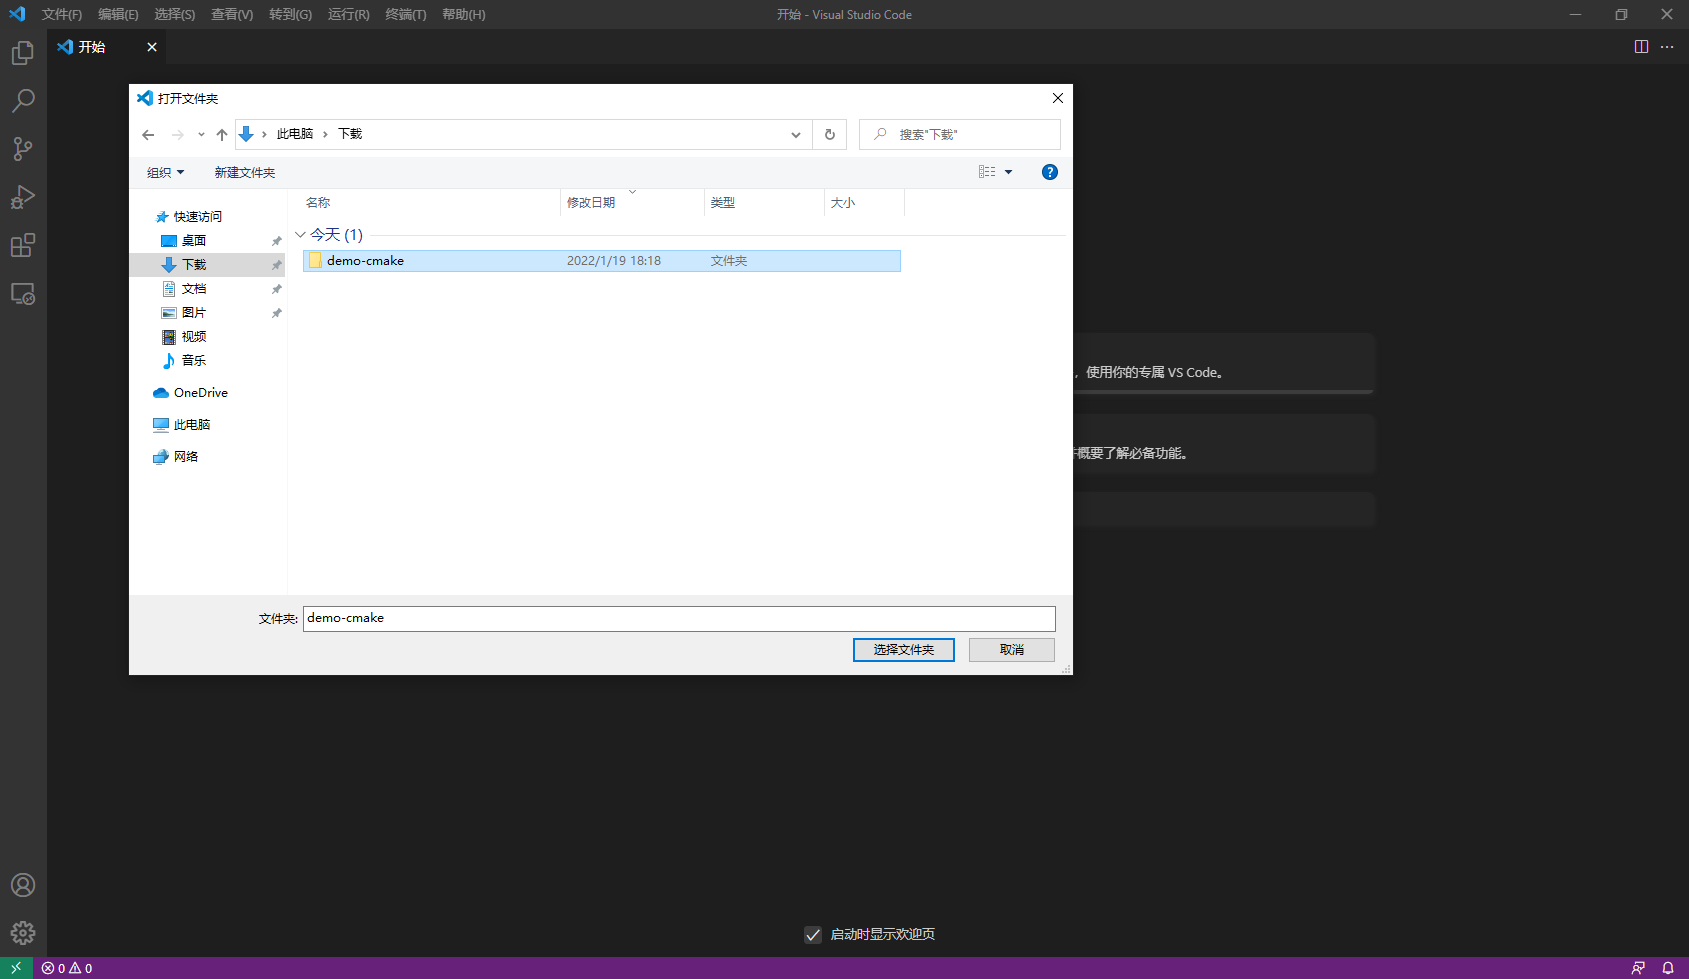 文件(F) 编辑(E) 选择(S) 查看(V) 转到(G) 运行(R) 终端(T) 帮助(H) 开始 - Visual Studio Code
开始
打开文件夹
此电脑 下载 搜索"下载"
组织 新建文件夹
名称 修改日期 类型 大小
快速访问
桌面
下载
文档
图片
视频
音乐
OneDrive
此电脑
网络
今天 (1)
demo-cmake 2022/1/19 18:18 文件夹
,使用你的专属 VS Code。
概要了解必备功能。
文件夹: demo-cmake
选择文件夹 取消
启动时显示欢迎页
0 0